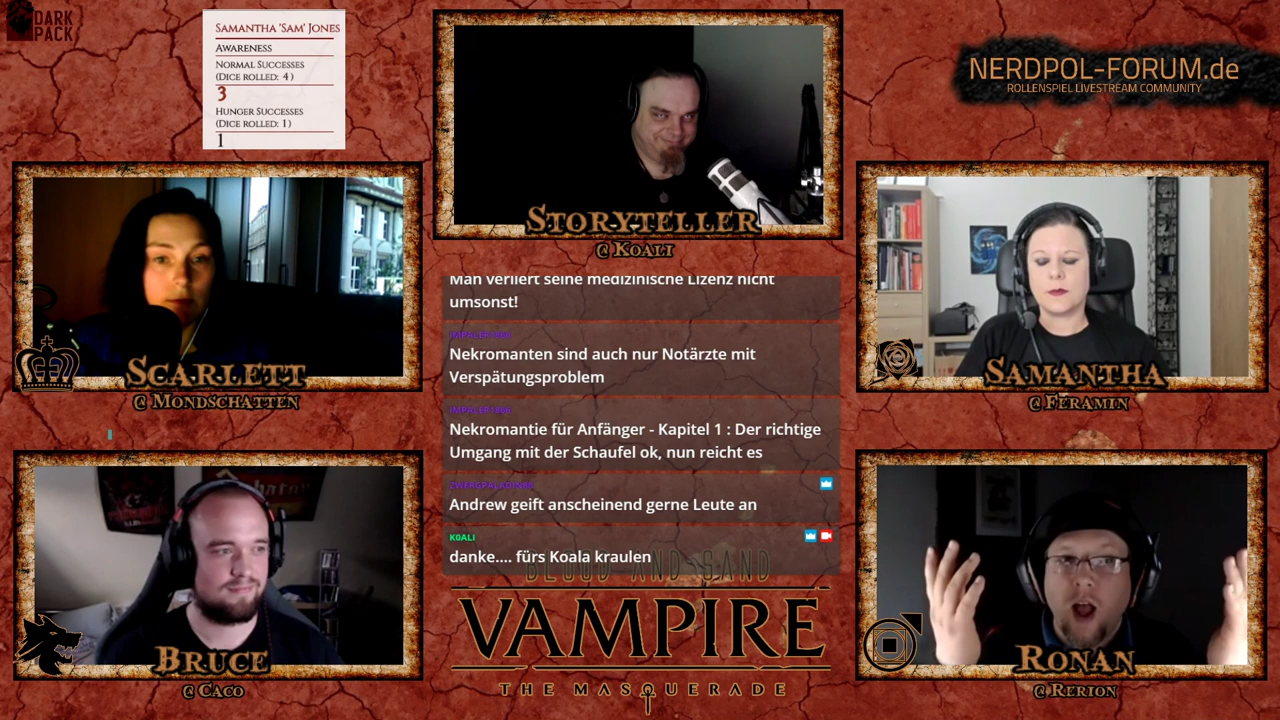 DARK
PACK
Samantha 'Sam' Jones
Awareness
Normal Successes
(Dice rolled: 4 )
3
Hunger Successes
(Dice rolled: 1 )
1
NERDPOL-FORUM.de
ROLLENSPIEL LIVESTREAM COMMUNITY
Storyteller
@ Koali
Scarlett
@ Mondschatten
Samantha
@ Feramin
Man verliert seine medizinische Lizenz nicht
umsonst!
Nekromanten sind auch nur Notärzte mit
Verspätungsproblem
Nekromantie für Anfänger - Kapitel 1 : Der richtige
Umgang mit der Schaufel ok, nun reicht es
Andrew geift anscheinend gerne Leute an
K0ALI
danke.... fürs Koala kraulen
BLOOD AND SAND
VAMPIRE
THE MASQUERADE
Bruce
@ Caco
Ronan
@ Rerion